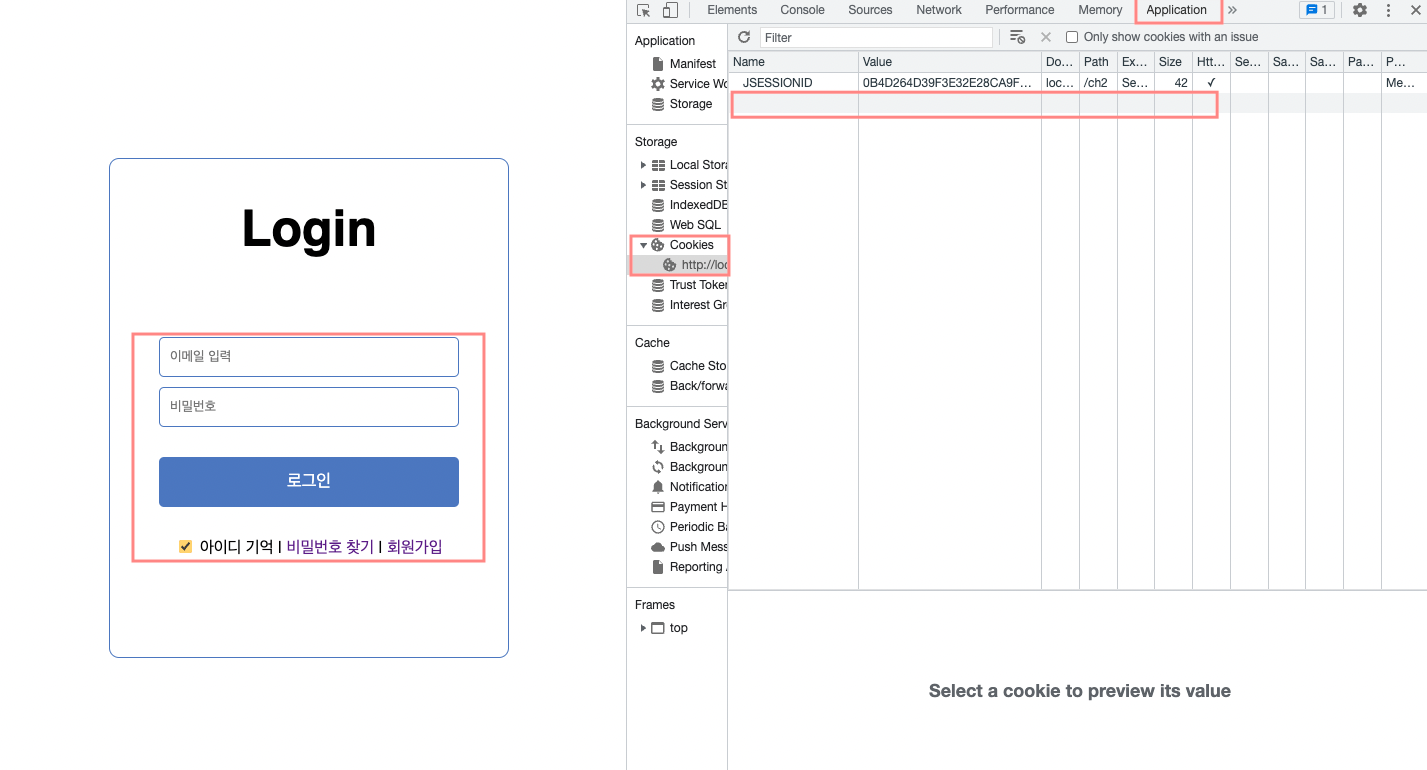 Login
이메일 입력
비밀번호
로그인
아이디 기억 | 비밀번호 찾기 | 회원가입
Elements Console Sources Network Performance Memory Application » 1
Filter Only show cookies with an issue
Application
Manifest
Service Wo
Storage
Storage
Local Stora
Session St
IndexedDB
Web SQL
Cookies
http://loc
Trust Token
Interest Gr
Cache
Cache Sto
Back/forwa
Background Serv
Background
Background
Notification
Payment H
Periodic Ba
Push Mess
Reporting A
Frames
top
Name Value Do… Path Ex… Size Htt… Se… Sa… Sa… Pa… P…
JSESSIONID 0B4D264D39F3E32E28CA9F… loc… /ch2 Se… 42 ✓ Me…
Select a cookie to preview its value